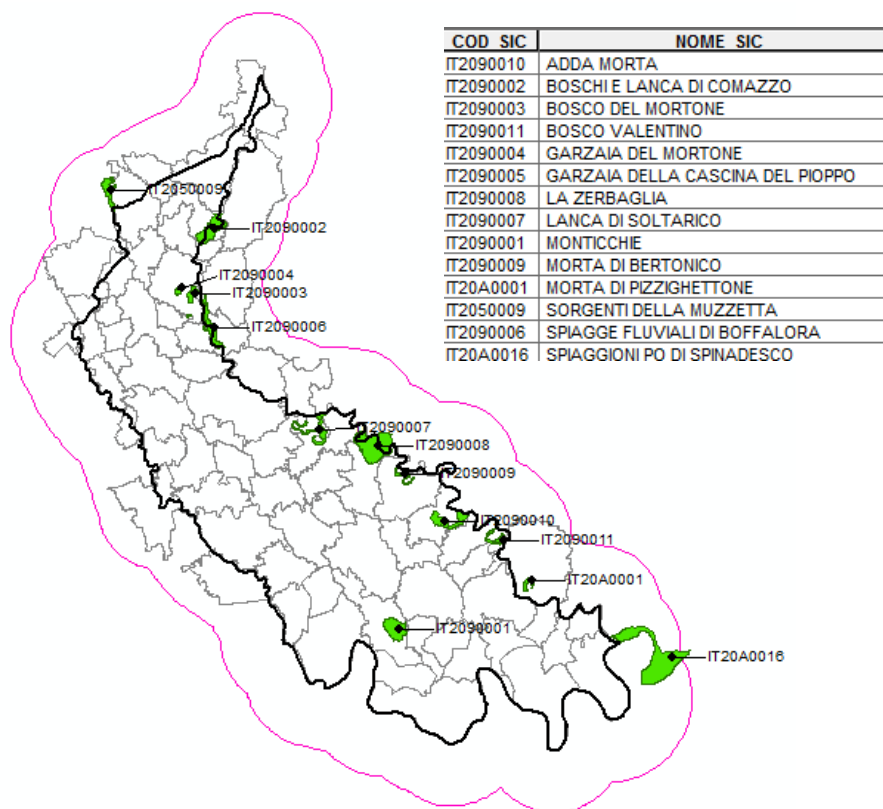 COD_SIC NOME_SIC
IT2090010 ADDA MORTA
IT2090002 BOSCHI E LANCA DI COMAZZO
IT2090003 BOSCO DEL MORTONE
IT2090011 BOSCO VALENTINO
IT2090004 GARZAIA DEL MORTONE
IT2090005 GARZAIA DELLA CASCINA DEL PIOPPO
IT2090008 LA ZERBAGLIA
IT2090007 LANCA DI SOLTARICO
IT2090001 MONTICCHIE
IT2090009 MORTA DI BERTONICO
IT20A0001 MORTA DI PIZZIGHETTONE
IT2050009 SORGENTI DELLA MUZZETTA
IT2090006 SPIAGGE FLUVIALI DI BOFFALORA
IT20A0016 SPIAGGIONI PO DI SPINADESCO
IT2050009
IT2090002
IT2090004
IT2090003
IT2090006
IT2090007
IT2090008
IT2090009
IT2090010
IT2090011
IT20A0001
IT2090001
IT20A0016